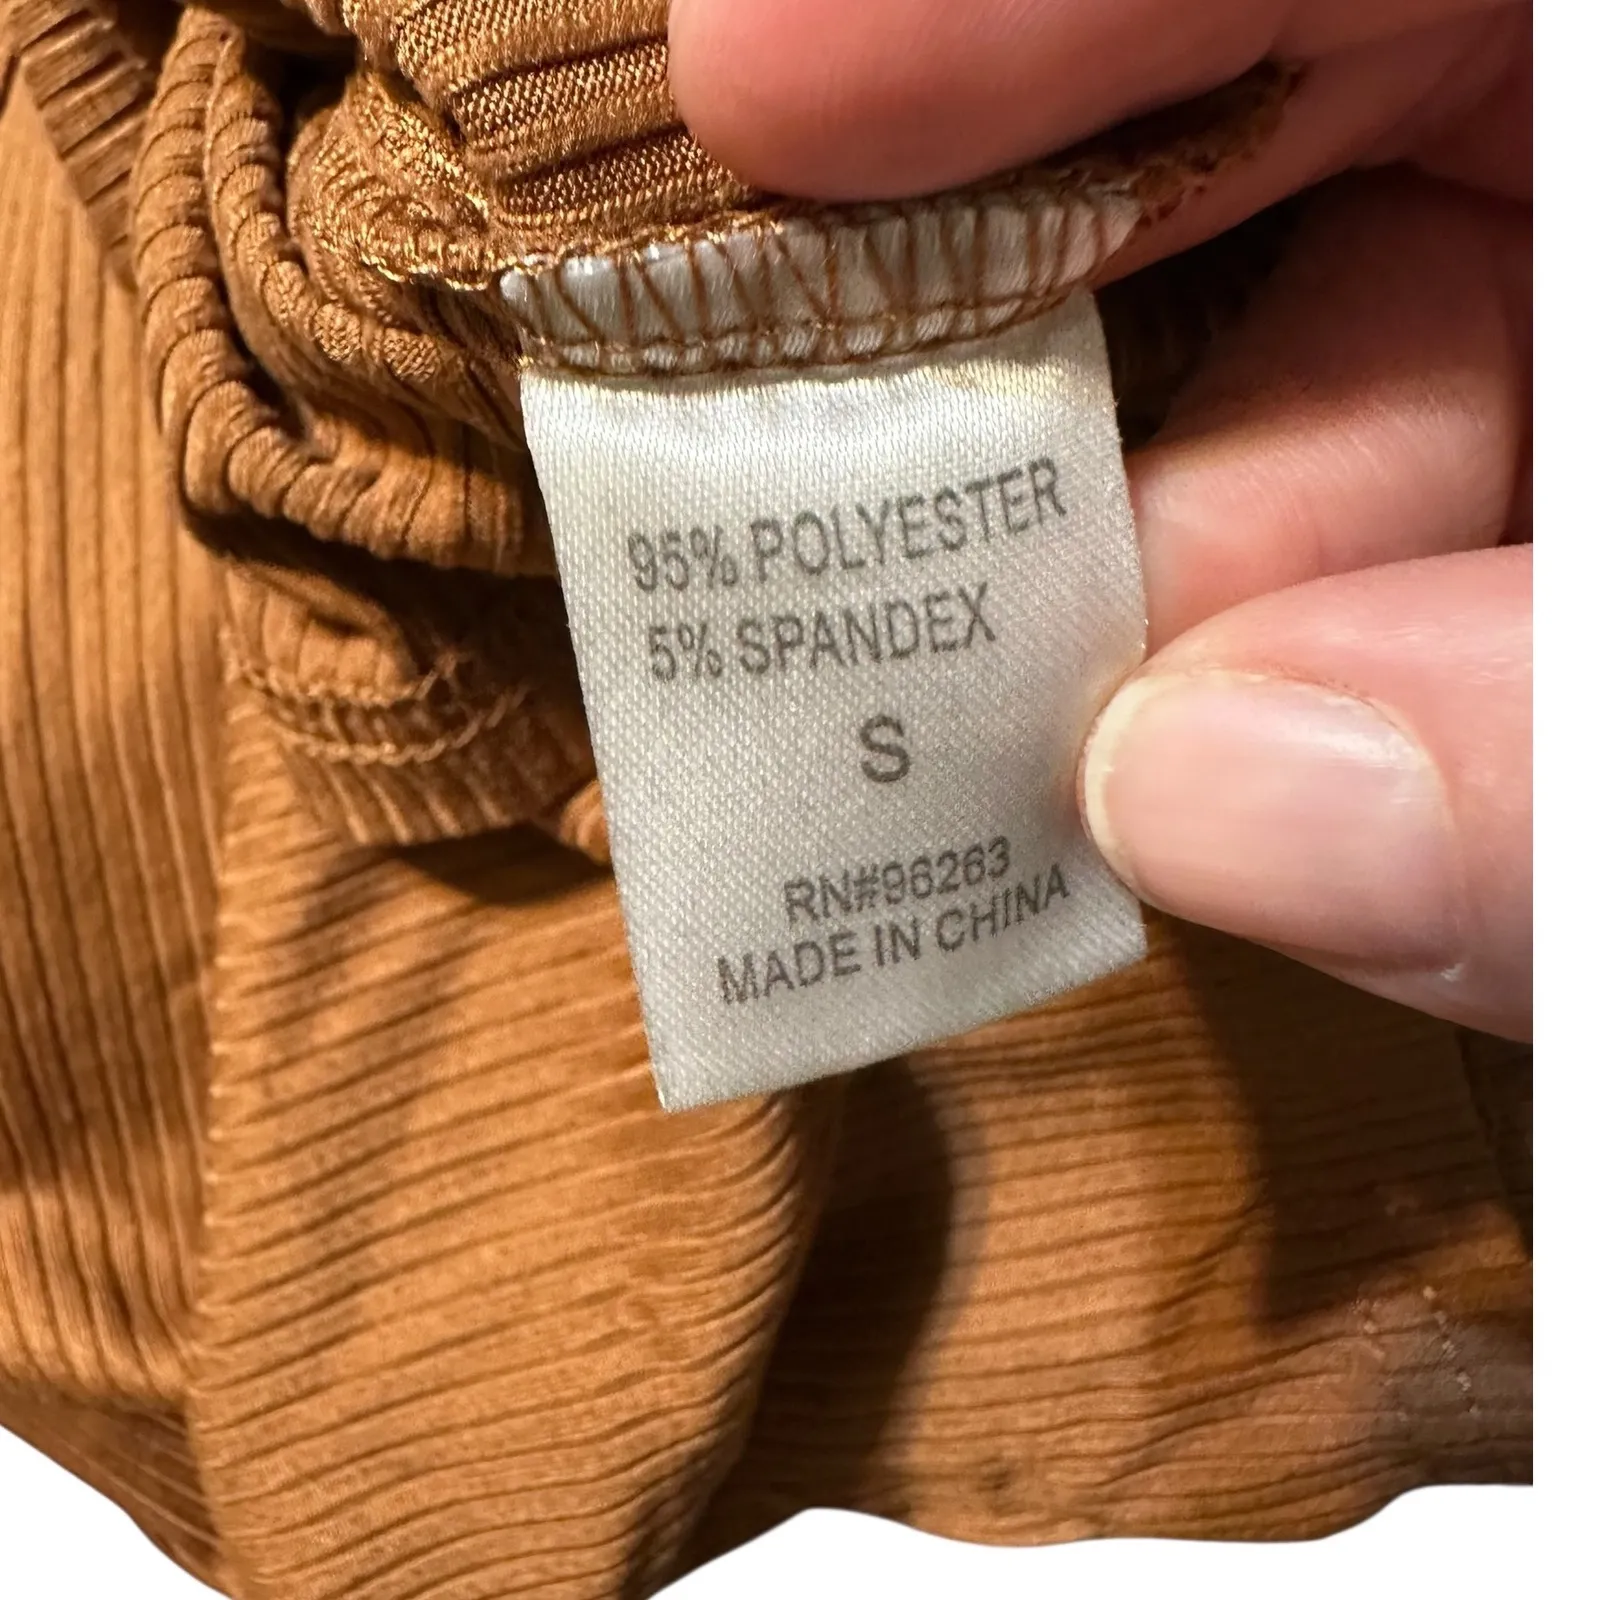 95% POLYESTER
5% SPANDEX
S
RN#96263
MADE IN CHINA